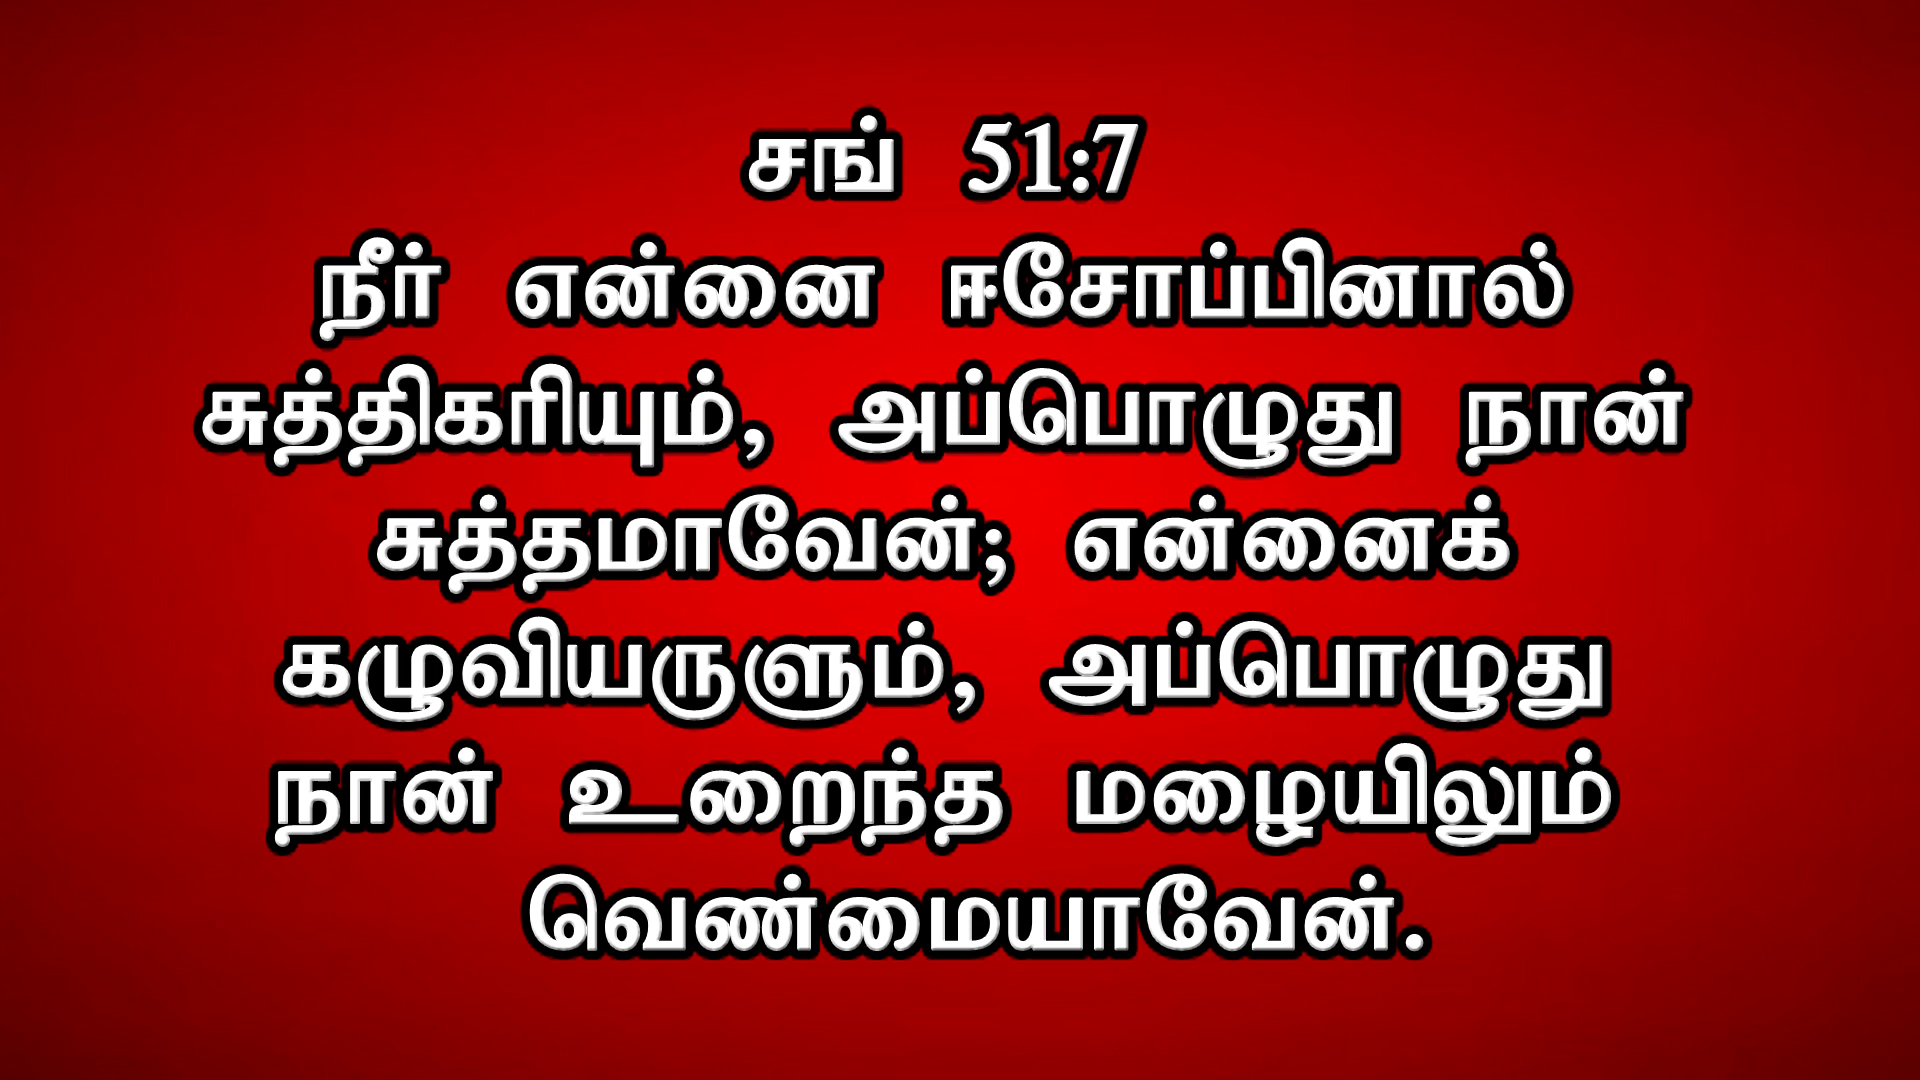 சங் 51:7
நீர் என்னை ஈசோப்பினால்
சுத்திகரியும், அப்பொழுது நான்
சுத்தமாவேன்; என்னைக்
கழுவியருளும், அப்பொழுது
நான் உறைந்த மழையிலும்
வெண்மையாவேன்.